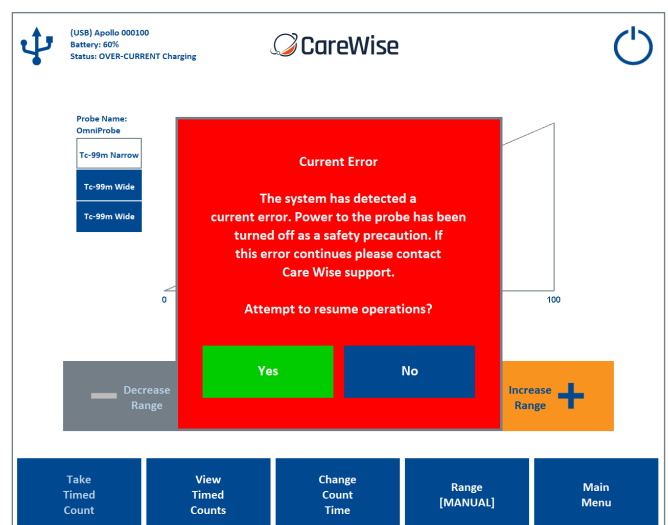 (USB) Apollo 000100
Battery: 60%
Status: OVER-CURRENT Charging
CareWise
Probe Name:
OmniProbe
Tc-99m Narrow
Tc-99m Wide
Tc-99m Wide
Current Error
The system has detected a
current error. Power to the probe has been
turned off as a safety precaution. If
this error continues please contact
Care Wise support.
Attempt to resume operations?
Yes
No
0
100
Decrease
Range
Increase
Range
Take
Timed
Count
View
Timed
Counts
Change
Count
Time
Range
[MANUAL]
Main
Menu